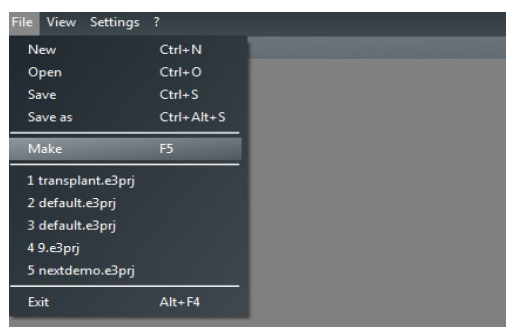 File View Settings ?
New Ctrl+N
Open Ctrl+O
Save Ctrl+S
Save as Ctrl+Alt+S
Make F5
1 transplant.e3prj
2 default.e3prj
3 default.e3prj
4 9.e3prj
5 nextdemo.e3prj
Exit Alt+F4